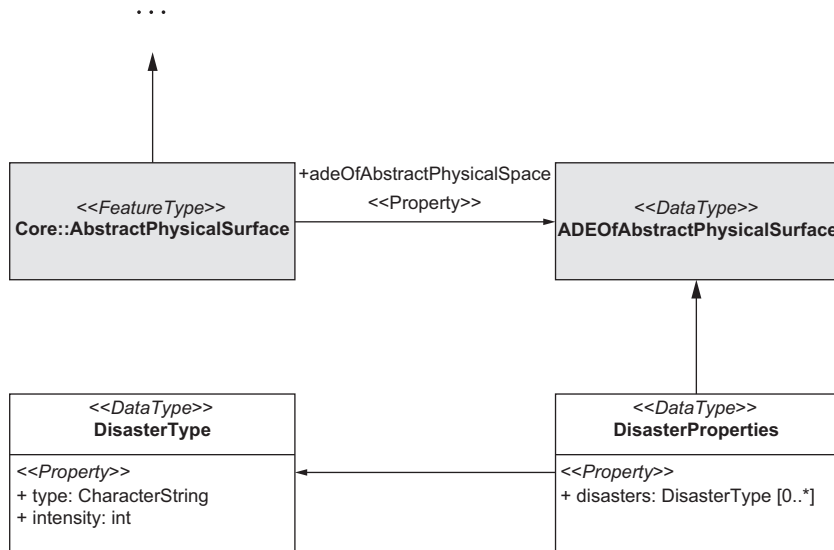 ...
<<FeatureType>>
Core::AbstractPhysicalSurface
+adeOfAbstractPhysicalSpace
<<Property>>
<<DataType>>
ADEOfAbstractPhysicalSurface
<<DataType>>
DisasterType
<<Property>>
+ type: CharacterString
+ intensity: int
<<DataType>>
DisasterProperties
<<Property>>
+ disasters: DisasterType [0..*]